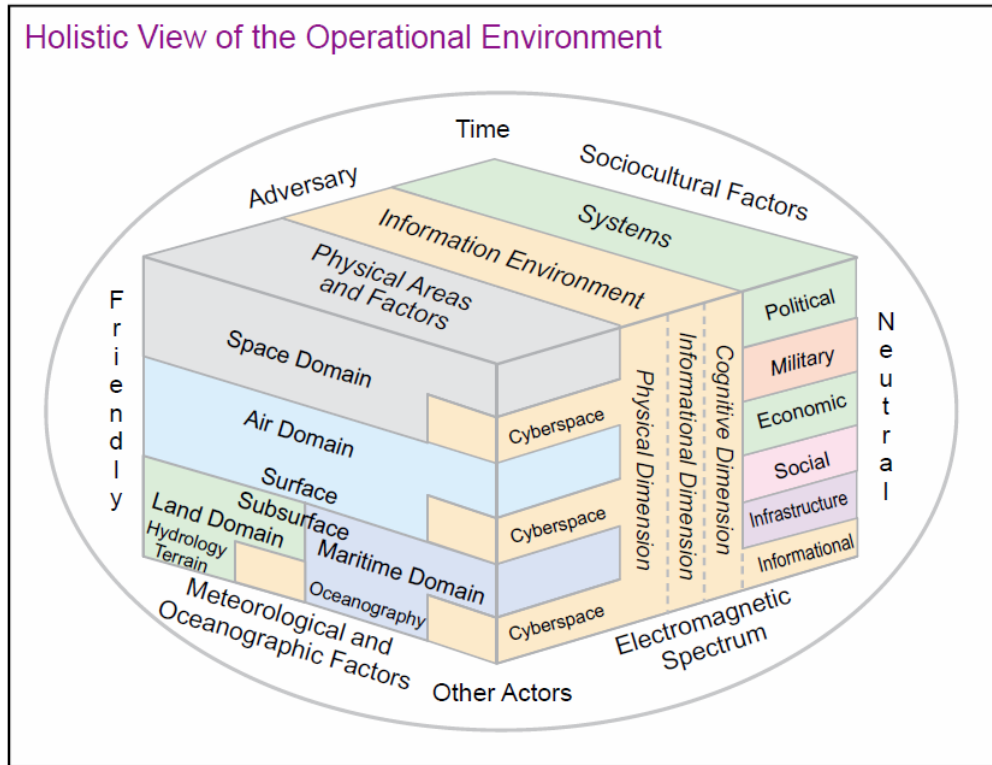 Holistic View of the Operational Environment
Time
Adversary
Sociocultural Factors
Systems
Information Environment
Physical Areas
and Factors
Friendly
Neutral
Space Domain
Air Domain
Surface
Subsurface
Land Domain
Hydrology
Terrain
Maritime Domain
Oceanography
Cyberspace
Cyberspace
Cyberspace
Physical Dimension
Informational Dimension
Cognitive Dimension
Political
Military
Economic
Social
Infrastructure
Informational
Meteorological and
Oceanographic Factors
Electromagnetic
Spectrum
Other Actors